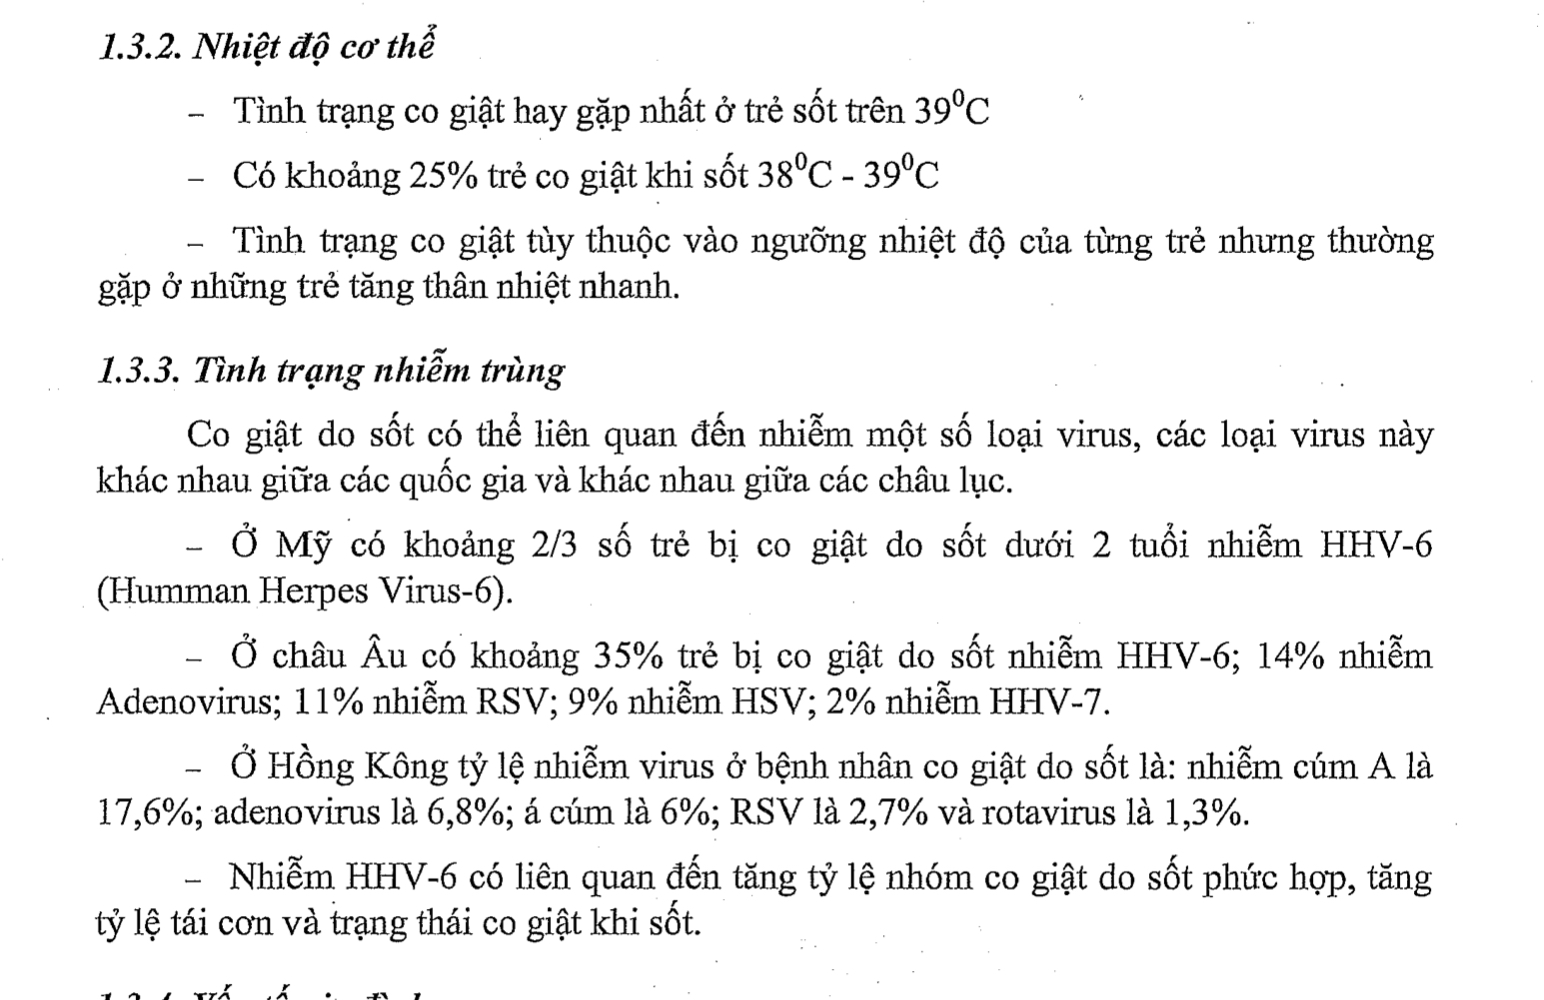 1.3.2. Nhiệt độ cơ thể
– Tình trạng co giật hay gặp nhất ở trẻ sốt trên 39⁰C
– Có khoảng 25% trẻ co giật khi sốt 38⁰C - 39⁰C
– Tình trạng co giật tùy thuộc vào ngưỡng nhiệt độ của từng trẻ nhưng thường
gặp ở những trẻ tăng thân nhiệt nhanh.
1.3.3. Tình trạng nhiễm trùng
Co giật do sốt có thể liên quan đến nhiễm một số loại virus, các loại virus này
khác nhau giữa các quốc gia và khác nhau giữa các châu lục.
– Ở Mỹ có khoảng 2/3 số trẻ bị co giật do sốt dưới 2 tuổi nhiễm HHV-6
(Humman Herpes Virus-6).
– Ở châu Âu có khoảng 35% trẻ bị co giật do sốt nhiễm HHV-6; 14% nhiễm
Adenovirus; 11% nhiễm RSV; 9% nhiễm HSV; 2% nhiễm HHV-7.
– Ở Hồng Kông tỷ lệ nhiễm virus ở bệnh nhân co giật do sốt là: nhiễm cúm A là
17,6%; adenovirus là 6,8%; á cúm là 6%; RSV là 2,7% và rotavirus là 1,3%.
– Nhiễm HHV-6 có liên quan đến tăng tỷ lệ nhóm co giật do sốt phức hợp, tăng
tỷ lệ tái cơn và trạng thái co giật khi sốt.